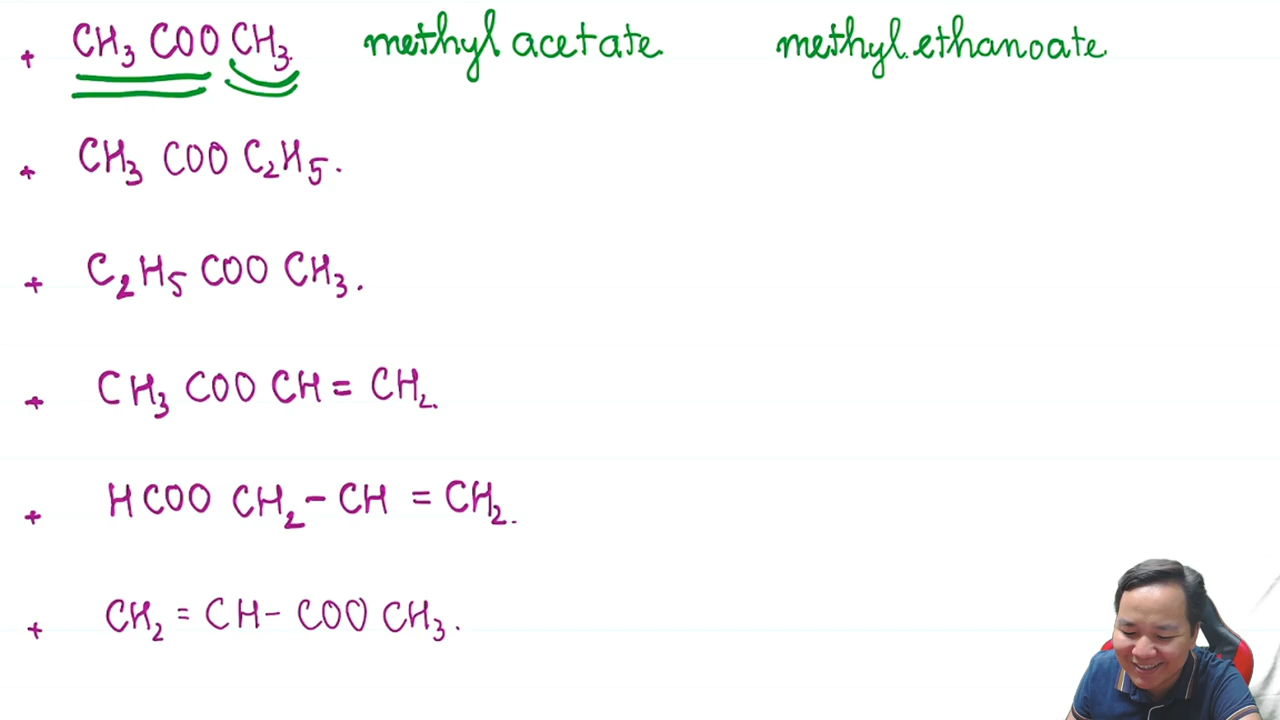 + CH₃ COO CH₃. methyl acetate methyl.ethanoate
+ CH₃ COO C₂H₅.
+ C₂H₅ COO CH₃.
+ CH₃ COO CH = CH₂.
+ HCOO CH₂ – CH = CH₂.
+ CH₂ = CH – COO CH₃.